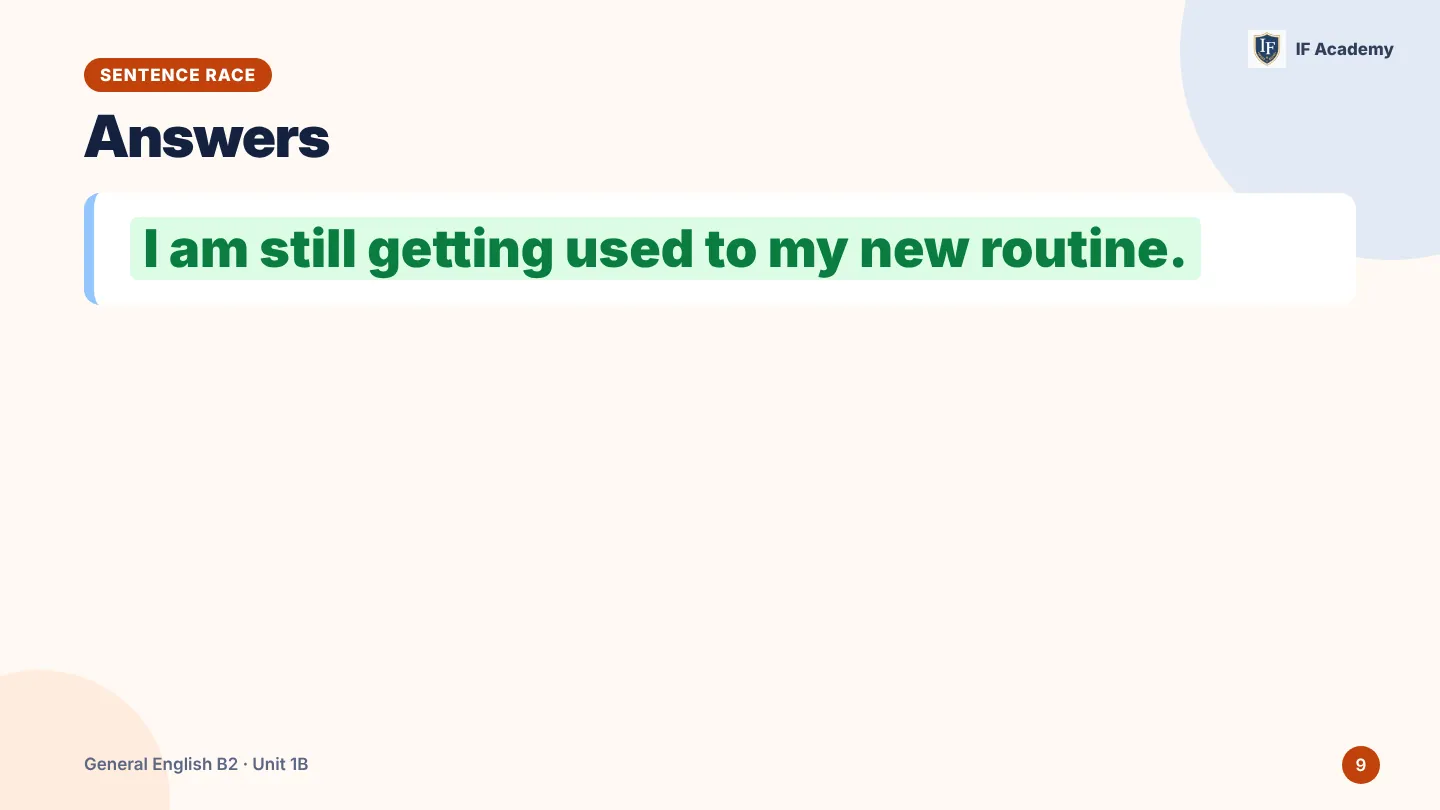 IF
IF Academy
SENTENCE RACE
Answers
I am still getting used to my new routine.
General English B2 · Unit 1B
9